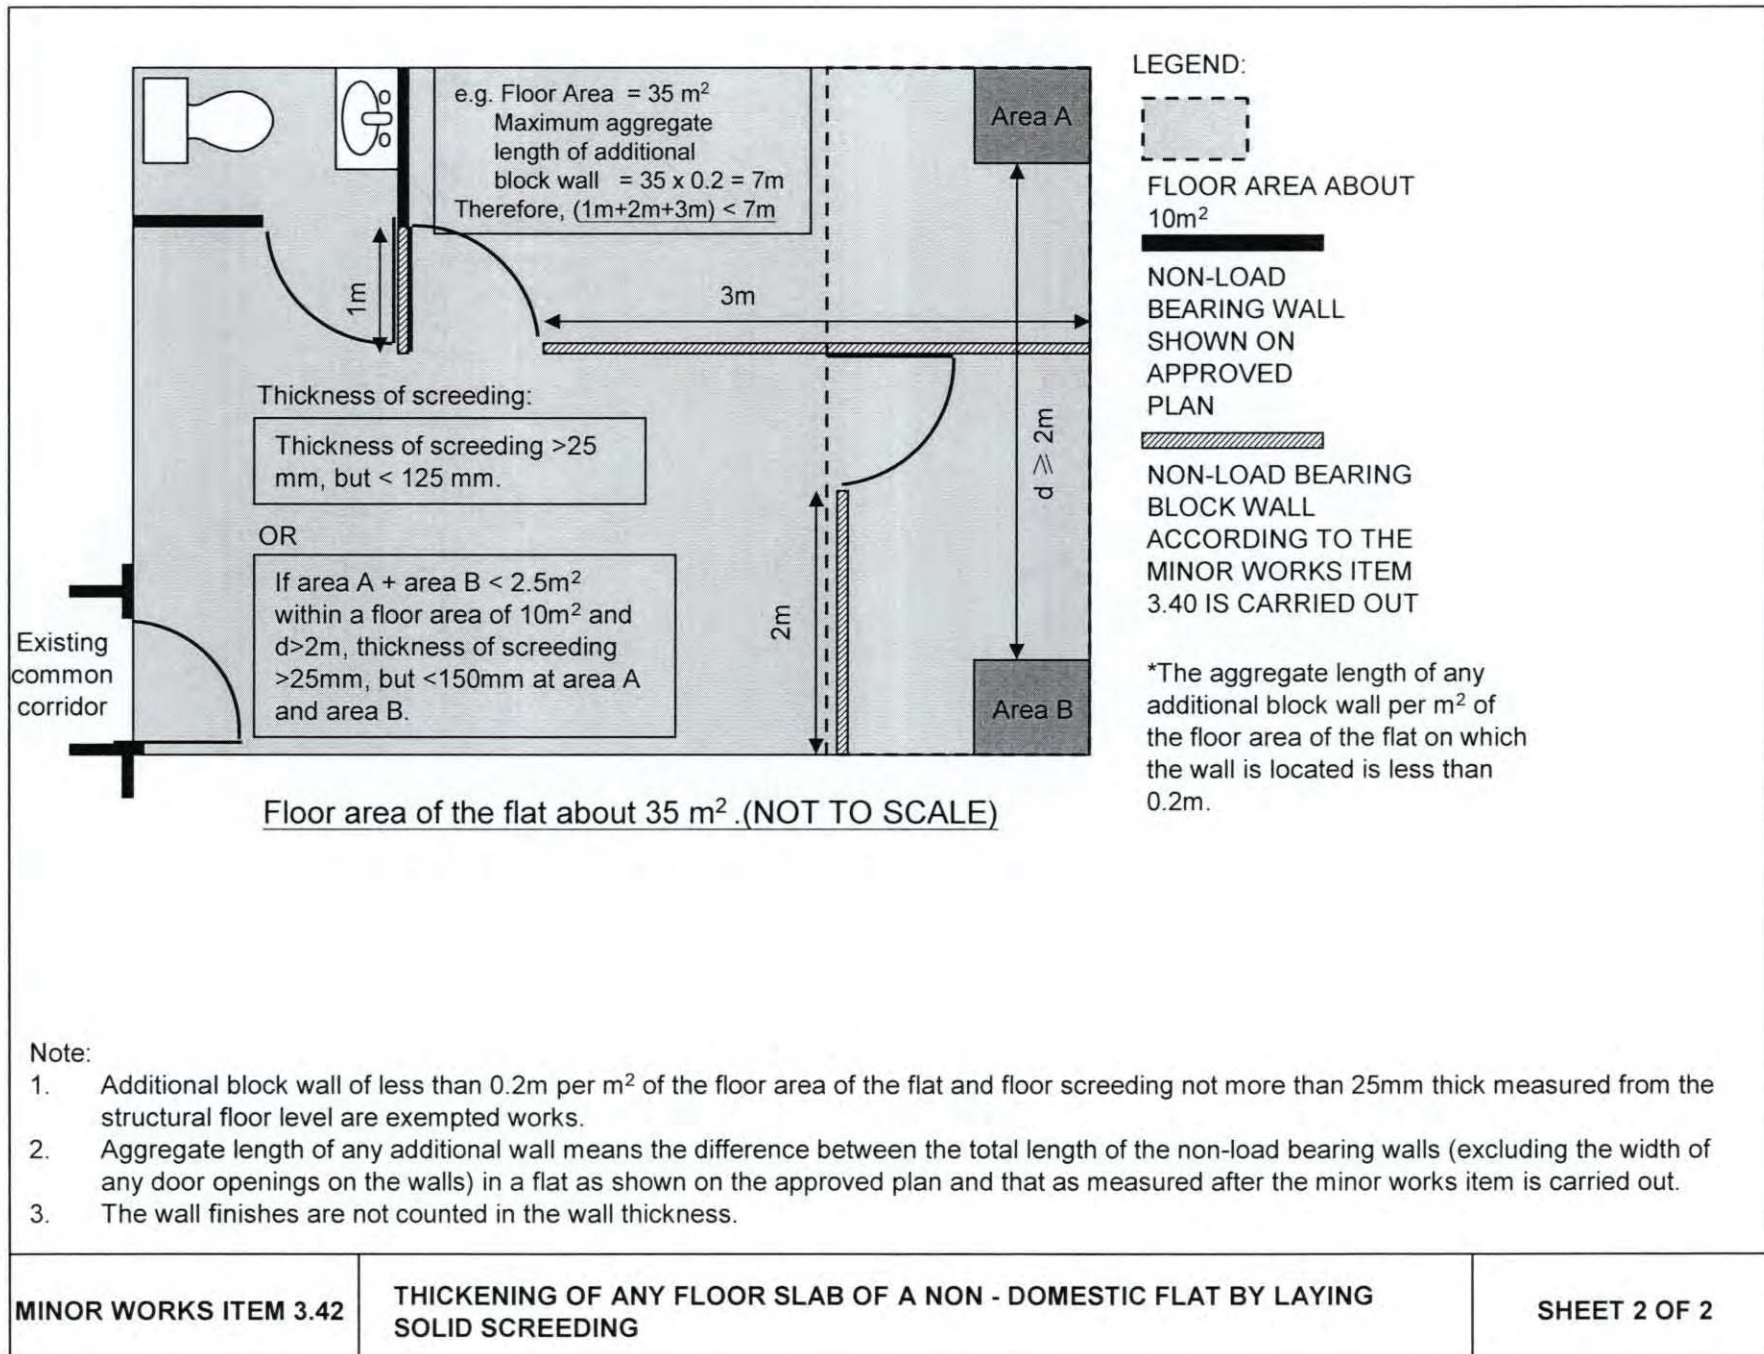 e.g. Floor Area = 35 m²
Maximum aggregate
length of additional
block wall = 35 x 0.2 = 7m
Therefore, (1m+2m+3m) < 7m
Area A
1m
3m
d ⩾ 2m
2m
Thickness of screeding:
Thickness of screeding >25
mm, but < 125 mm.
OR
If area A + area B < 2.5m²
within a floor area of 10m² and
d>2m, thickness of screeding
>25mm, but <150mm at area A
and area B.
Area B
Existing
common
corridor
Floor area of the flat about 35 m² .(NOT TO SCALE)
LEGEND:
FLOOR AREA ABOUT
10m²
NON-LOAD
BEARING WALL
SHOWN ON
APPROVED
PLAN
NON-LOAD BEARING
BLOCK WALL
ACCORDING TO THE
MINOR WORKS ITEM
3.40 IS CARRIED OUT
*The aggregate length of any
additional block wall per m² of
the floor area of the flat on which
the wall is located is less than
0.2m.
Note:
1. Additional block wall of less than 0.2m per m² of the floor area of the flat and floor screeding not more than 25mm thick measured from the
structural floor level are exempted works.
2. Aggregate length of any additional wall means the difference between the total length of the non-load bearing walls (excluding the width of
any door openings on the walls) in a flat as shown on the approved plan and that as measured after the minor works item is carried out.
3. The wall finishes are not counted in the wall thickness.
MINOR WORKS ITEM 3.42
THICKENING OF ANY FLOOR SLAB OF A NON - DOMESTIC FLAT BY LAYING
SOLID SCREEDING
SHEET 2 OF 2